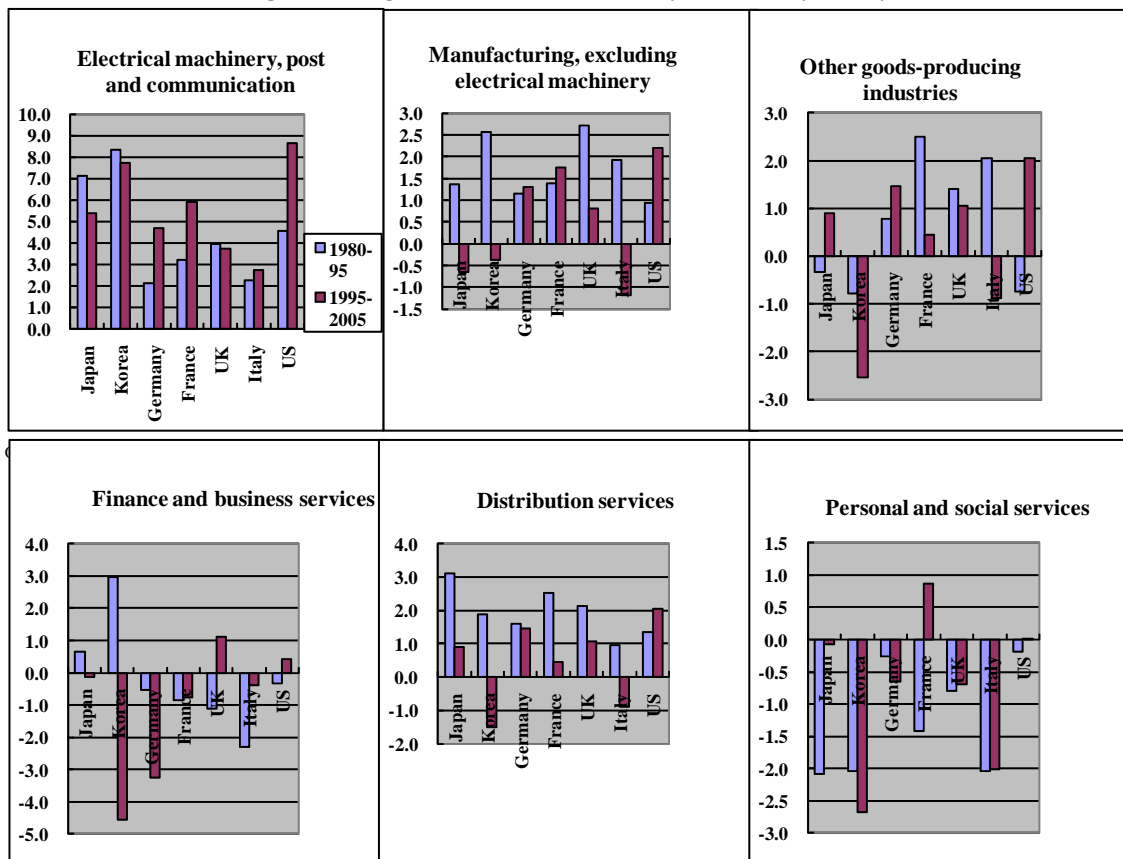 Electrical machinery, post
and communication
10.0
9.0
8.0
7.0
6.0
5.0
4.0
3.0
2.0
1.0
0.0
Japan
Korea
Germany
France
UK
Italy
US
1980-
95
1995-
2005
Manufacturing, excluding
electrical machinery
3.0
2.5
2.0
1.5
1.0
0.5
0.0
-0.5
-1.0
-1.5
Japan
Korea
Germany
France
UK
Italy
US
Other goods-producing
industries
3.0
2.0
1.0
0.0
-1.0
-2.0
-3.0
Japan
Korea
Germany
France
UK
Italy
US
Finance and business services
4.0
3.0
2.0
1.0
0.0
-1.0
-2.0
-3.0
-4.0
-5.0
Japan
Korea
Germany
France
UK
Italy
US
Distribution services
4.0
3.0
2.0
1.0
0.0
-1.0
-2.0
Japan
Korea
Germany
France
UK
Italy
US
Personal and social services
1.5
1.0
0.5
0.0
-0.5
-1.0
-1.5
-2.0
-2.5
-3.0
Japan
Korea
Germany
France
UK
Italy
US